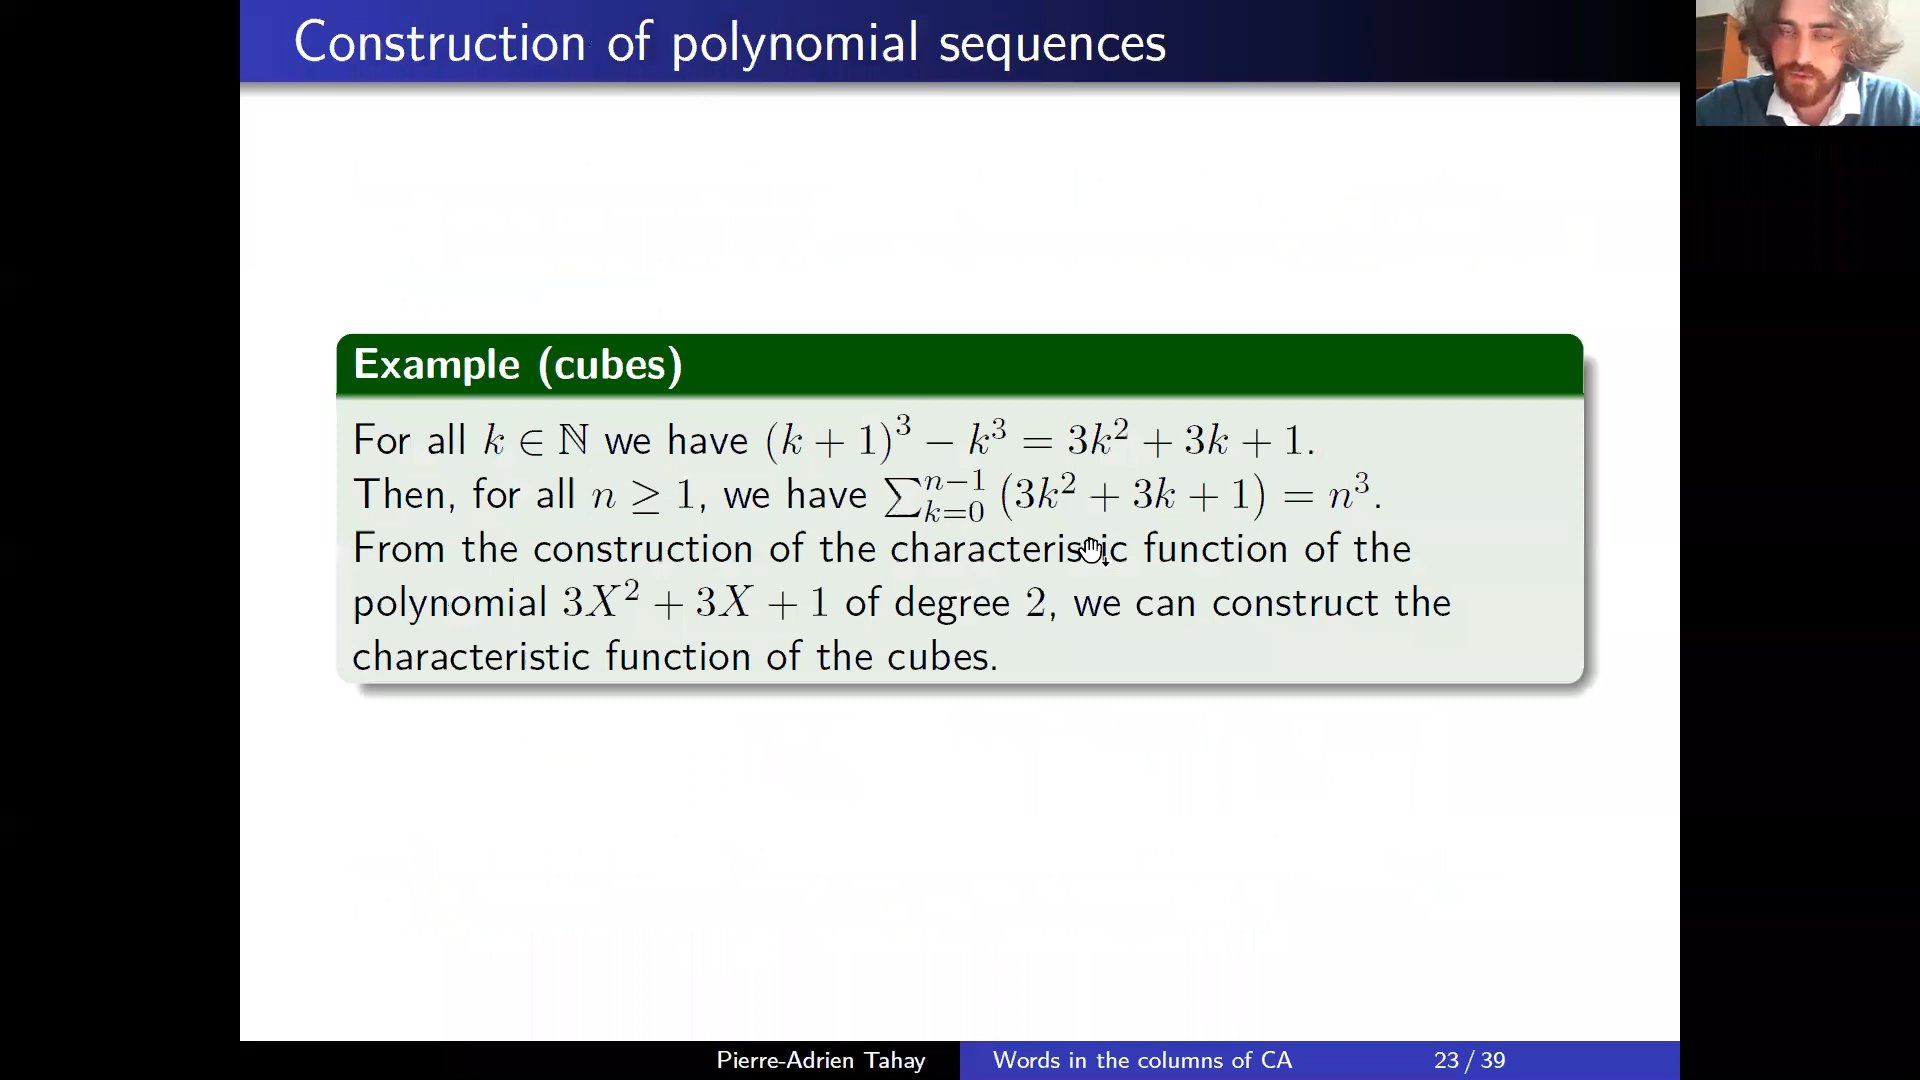 Construction of polynomial sequences
Example (cubes)
For all $k \in \mathbb{N}$ we have $(k+1)^3 - k^3 = 3k^2 + 3k + 1$.
Then, for all $n \geq 1$, we have $\sum_{k=0}^{n-1} (3k^2 + 3k + 1) = n^3$.
From the construction of the characteristic function of the
polynomial $3X^2 + 3X + 1$ of degree 2, we can construct the
characteristic function of the cubes.
Pierre-Adrien Tahay
Words in the columns of CA
23 / 39